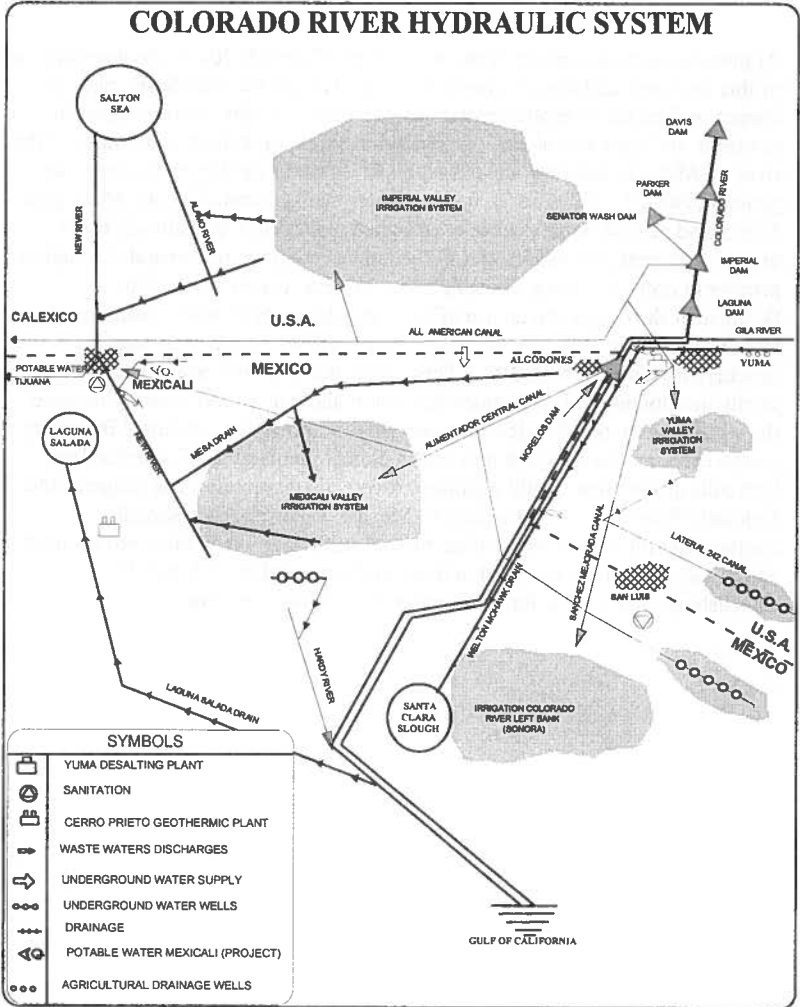 COLORADO RIVER HYDRAULIC SYSTEM
SALTON
SEA
DAVIS
DAM
PARKER
DAM
COLORADO RIVER
IMPERIAL VALLEY
IRRIGATION SYSTEM
SENATOR WASH DAM
NEW RIVER
ALAMO RIVER
IMPERIAL
DAM
LAGUNA
DAM
CALEXICO
U.S.A.
ALL AMERICAN CANAL
GILA RIVER
POTABLE WATER
TIJUANA
MEXICALI
MEXICO
ALGODONES
YUMA
LAGUNA
SALADA
NEW RIVER
MESA DRAIN
ALIMENTADOR CENTRAL CANAL
MORELOS DAM
YUMA
VALLEY
IRRIGATION
SYSTEM
MEXICALI VALLEY
IRRIGATION SYSTEM
LATERAL 242 CANAL
SANCHEZ MEJORADA CANAL
WELTON MOHAWK DRAIN
SAN LUIS
U.S.A.
MEXICO
HARDY RIVER
LAGUNA SALADA DRAIN
SANTA
CLARA
SLOUGH
IRRIGATION COLORADO
RIVER LEFT BANK
(SONORA)
SYMBOLS
YUMA DESALTING PLANT
SANITATION
CERRO PRIETO GEOTHERMIC PLANT
WASTE WATERS DISCHARGES
UNDERGROUND WATER SUPPLY
UNDERGROUND WATER WELLS
DRAINAGE
POTABLE WATER MEXICALI (PROJECT)
AGRICULTURAL DRAINAGE WELLS
GULF OF CALIFORNIA